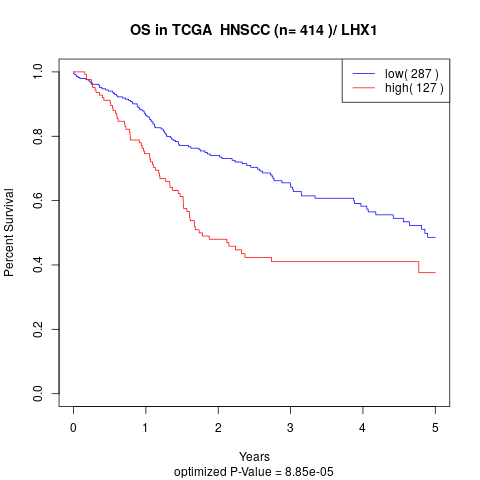 OS in TCGA HNSCC (n= 414 )/ LHX1
low( 287 )
high( 127 )
Percent Survival
1.0
0.8
0.6
0.4
0.2
0.0
0 1 2 3 4 5
Years
optimized P-Value = 8.85e-05